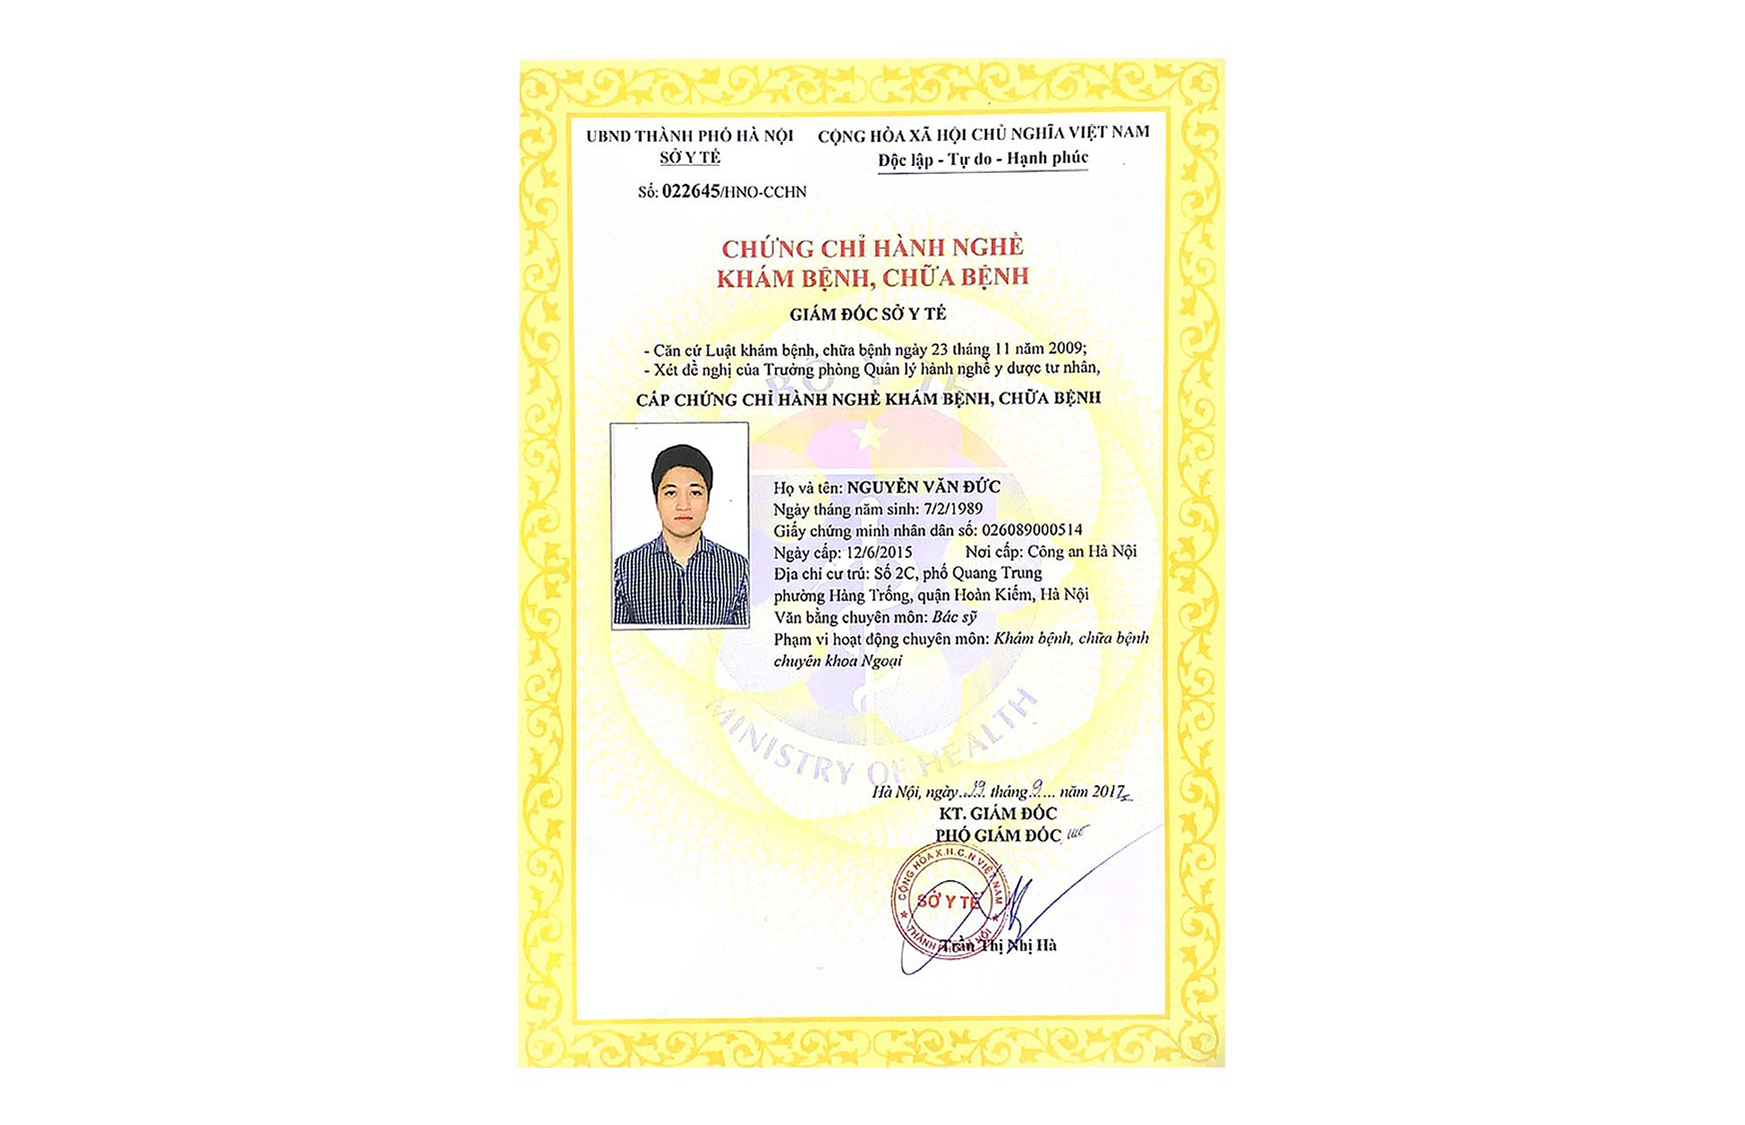 UBND THÀNH PHỐ HÀ NỘI
SỞ Y TẾ
Số: 022645/HNO-CCHN
CỘNG HÒA XÃ HỘI CHỦ NGHĨA VIỆT NAM
Độc lập - Tự do - Hạnh phúc
CHỨNG CHỈ HÀNH NGHỀ
KHÁM BỆNH, CHỮA BỆNH
GIÁM ĐỐC SỞ Y TẾ
- Căn cứ Luật khám bệnh, chữa bệnh ngày 23 tháng 11 năm 2009;
- Xét đề nghị của Trưởng phòng Quản lý hành nghề y dược tư nhân,
BỘ Y TẾ
CẤP CHỨNG CHỈ HÀNH NGHỀ KHÁM BỆNH, CHỮA BỆNH
Họ và tên: NGUYỄN VĂN ĐỨC
Ngày tháng năm sinh: 7/2/1989
Giấy chứng minh nhân dân số: 026089000514
Ngày cấp: 12/6/2015 Nơi cấp: Công an Hà Nội
Địa chỉ cư trú: Số 2C, phố Quang Trung
phường Hàng Trống, quận Hoàn Kiếm, Hà Nội
Văn bằng chuyên môn: Bác sỹ
Phạm vi hoạt động chuyên môn: Khám bệnh, chữa bệnh
chuyên khoa Ngoại
MINISTRY OF HEALTH
Hà Nội, ngày...... tháng 9.... năm 2017
KT. GIÁM ĐỐC
PHÓ GIÁM ĐỐC
CỘNG HÒA X.H.C.N VIỆT NAM
SỞ Y TẾ
THÀNH PHỐ HÀ NỘI
Trần Thị Nhị Hà